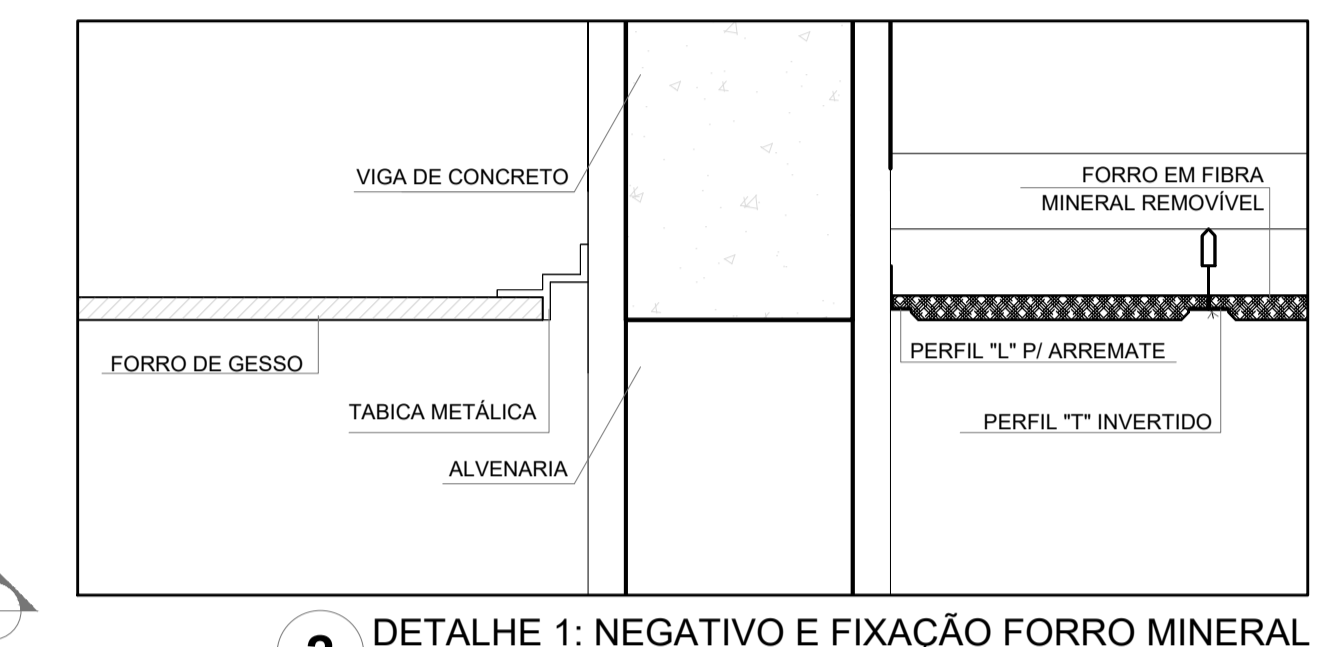 VIGA DE CONCRETO
FORRO EM FIBRA
MINERAL REMOVÍVEL
FORRO DE GESSO
PERFIL "L" P/ ARREMATE
TABICA METÁLICA
PERFIL "T" INVERTIDO
ALVENARIA
DETALHE 1: NEGATIVO E FIXAÇÃO FORRO MINERAL